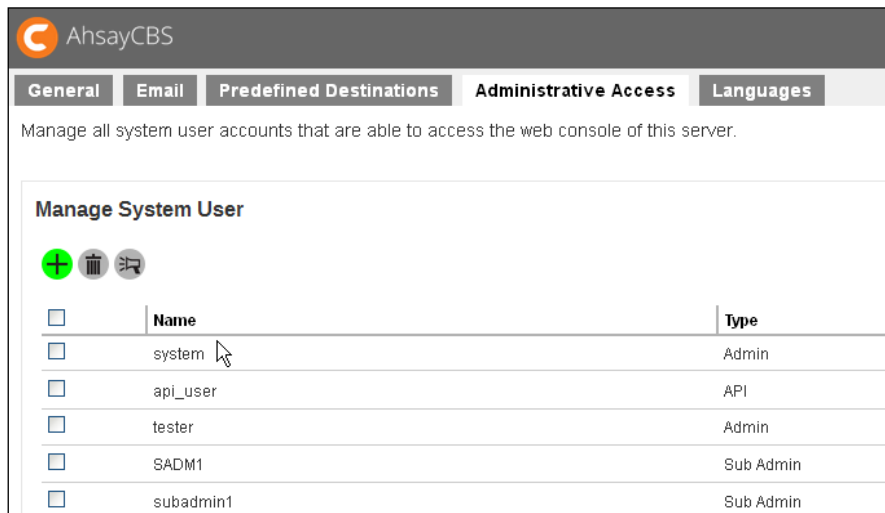 AhsayCBS
General Email Predefined Destinations Administrative Access Languages
Manage all system user accounts that are able to access the web console of this server.
Manage System User
Name Type
system Admin
api_user API
tester Admin
SADM1 Sub Admin
subadmin1 Sub Admin